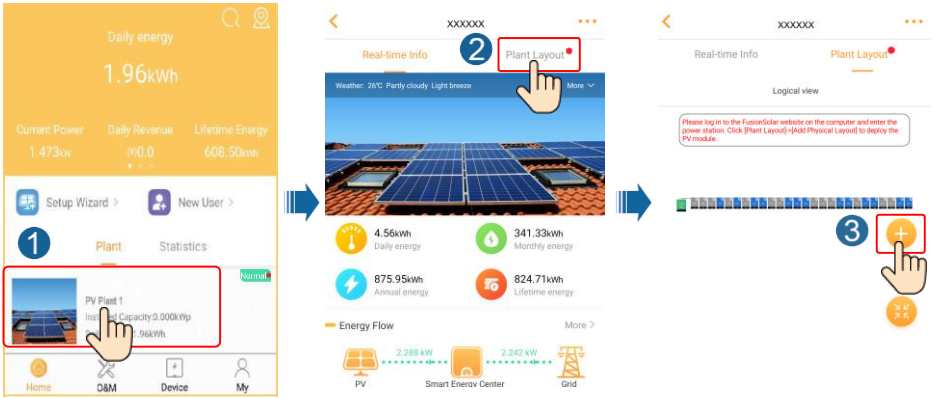 Daily energy
1.96kWh
Current Power Daily Revenue Lifetime Energy
1.473kW (¥)0.0 608.50kWh
Setup Wizard > New User >
1
Plant Statistics
Normal
PV Plant 1
Installed Capacity:0.000kWp
1.96kWh
Home O&M Device My
xxxxxx
2
Real-time Info Plant Layout
Weather: 26°C Partly cloudy Light breeze More
4.56kWh 341.33kWh
Daily energy Monthly energy
875.95kWh 824.71kWh
Annual energy Lifetime energy
Energy Flow More >
2.288 kW 2.242 kW
PV Smart Energy Center Grid
xxxxxx
Real-time Info Plant Layout
Logical view
Please log in to the FusionSolar website on the computer and enter the
power station. Click [Plant Layout]-[Add Physical Layout] to deploy the
PV module.
3